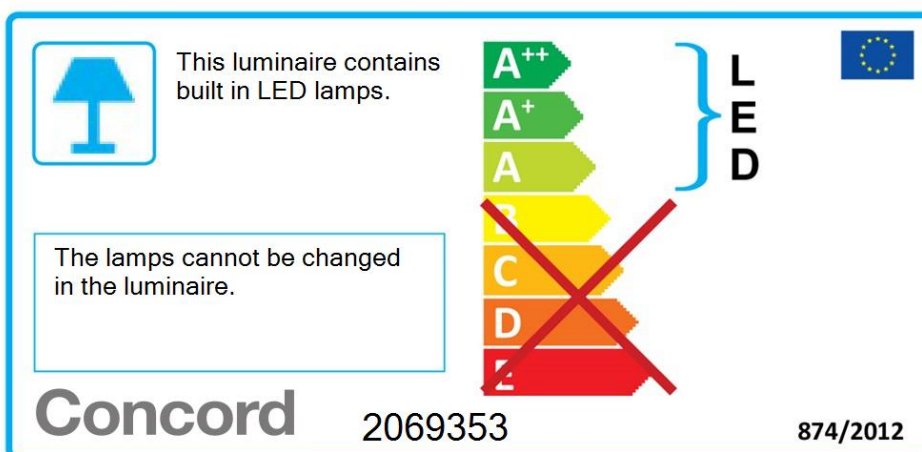 This luminaire contains
built in LED lamps.
A++
A+
A
B
C
D
E
L
E
D
The lamps cannot be changed
in the luminaire.
Concord
2069353
874/2012